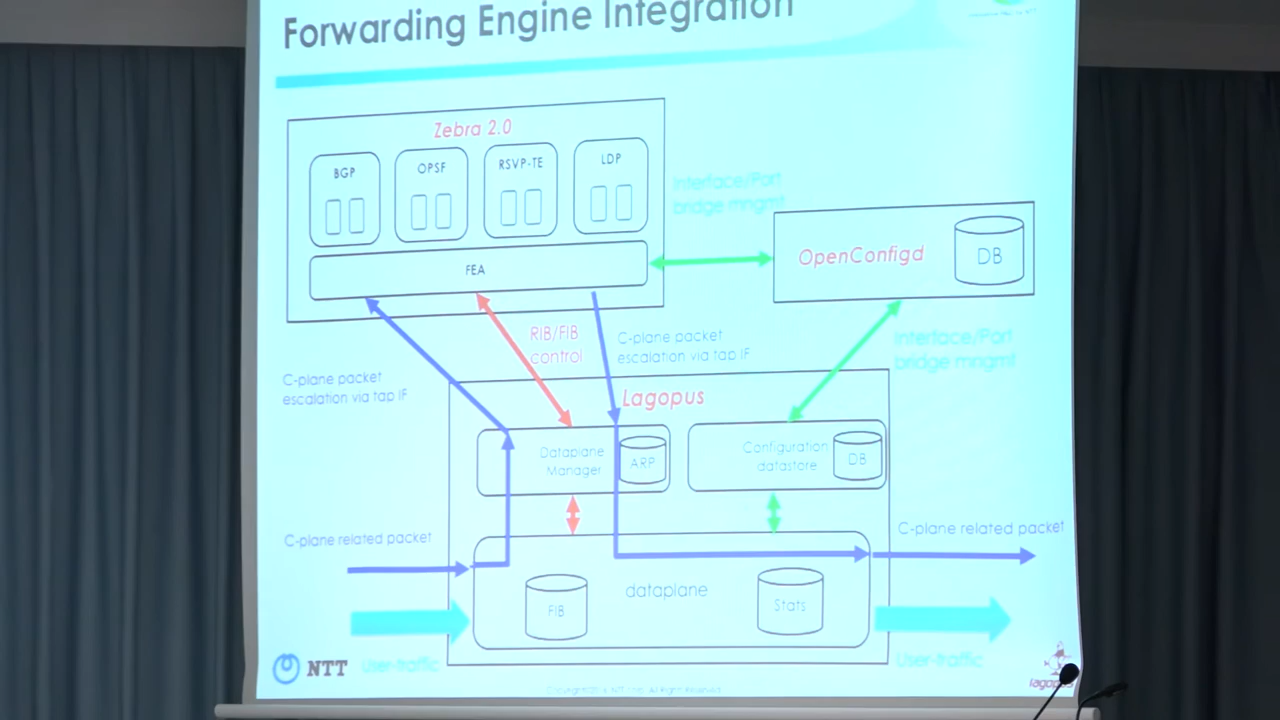 Forwarding Engine Integration
Zebra 2.0
BGP
OPSF
RSVP-TE
LDP
FEA
Interface/Port
bridge mngmt
OpenConfigd
DB
RIB/FIB
control
C-plane packet
escalation via tap IF
Interface/Port
bridge mngmt
C-plane packet
escalation via tap IF
Lagopus
Dataplane
Manager
ARP
Configuration
datastore
DB
C-plane related packet
C-plane related packet
dataplane
FIB
Stats
NTT
User-traffic
User-traffic
lagopus